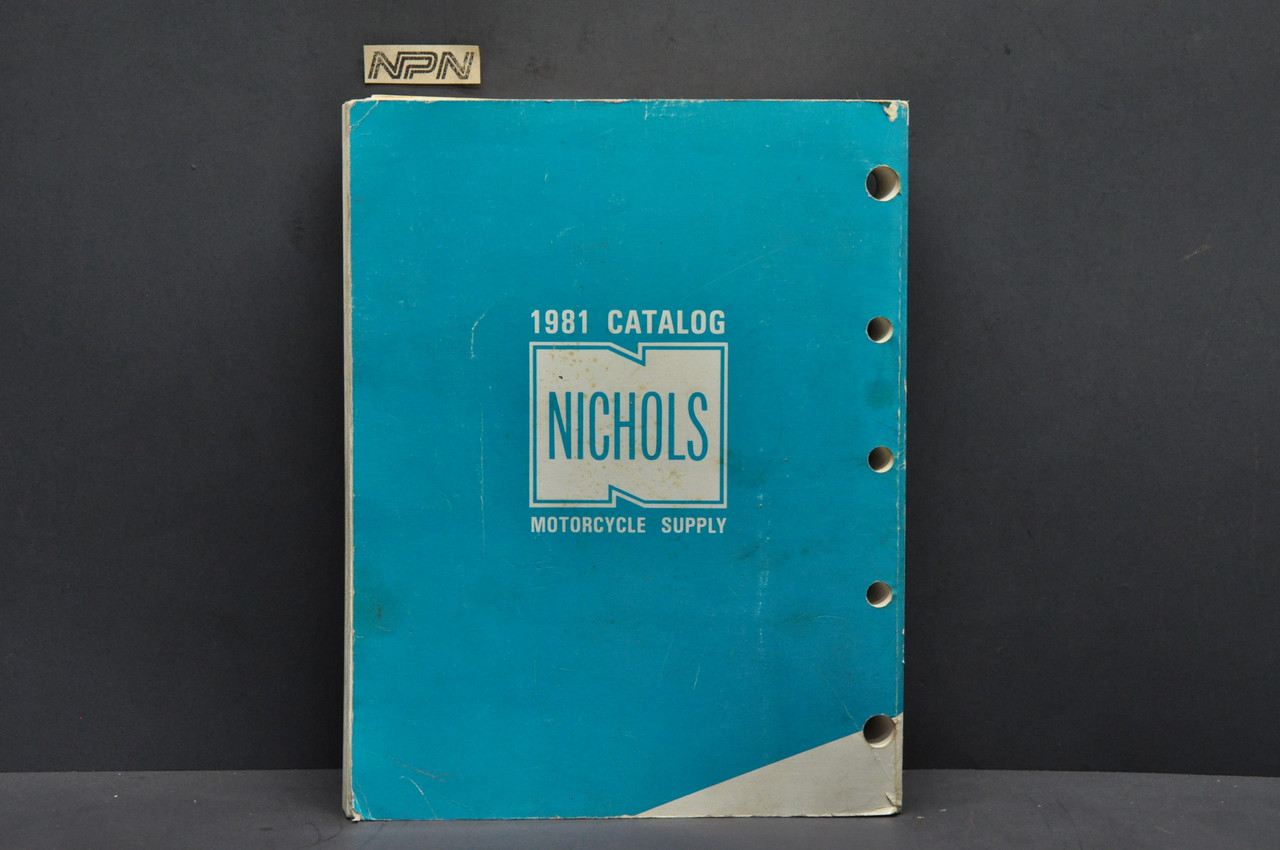 NPN
1981 CATALOG
NICHOLS
MOTORCYCLE SUPPLY